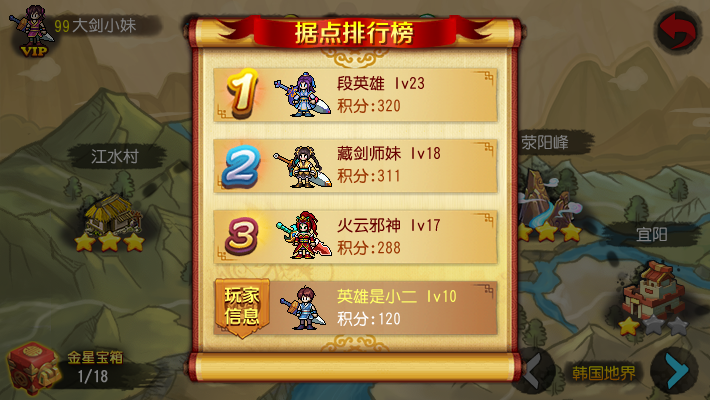 99大剑小妹
VIP
据点排行榜
1
段英雄 lv23
积分:320
2
藏剑师妹 lv18
积分:311
3
火云邪神 lv17
积分:288
玩家
信息
英雄是小二 lv10
积分:120
江水村
荥阳峰
宜阳
金星宝箱
1/18
韩国地界